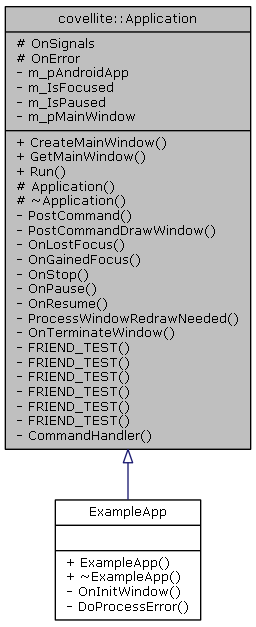 covellite::Application
# OnSignals
# OnError
- m_pAndroidApp
- m_IsFocused
- m_IsPaused
- m_pMainWindow
+ CreateMainWindow()
+ GetMainWindow()
+ Run()
# Application()
# ~Application()
- PostCommand()
- PostCommandDrawWindow()
- OnLostFocus()
- OnGainedFocus()
- OnStop()
- OnPause()
- OnResume()
- ProcessWindowRedrawNeeded()
- OnTerminateWindow()
- FRIEND_TEST()
- FRIEND_TEST()
- FRIEND_TEST()
- FRIEND_TEST()
- FRIEND_TEST()
- FRIEND_TEST()
- CommandHandler()
ExampleApp
+ ExampleApp()
+ ~ExampleApp()
- OnInitWindow()
- DoProcessError()